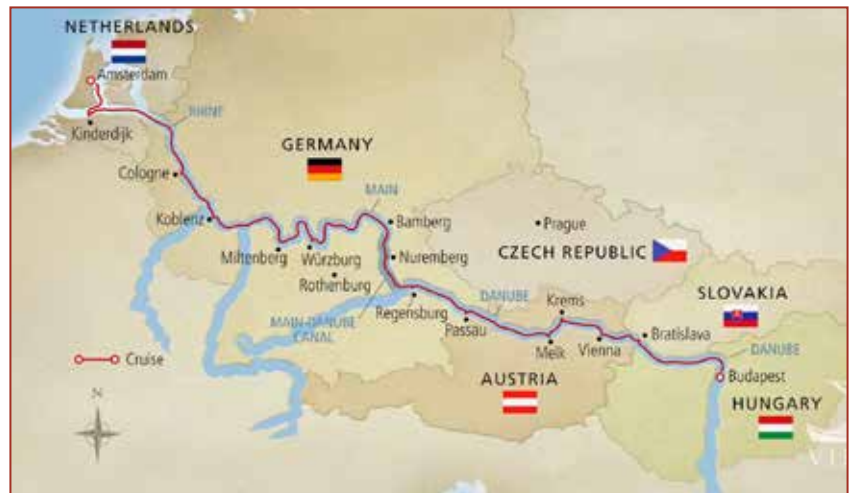 NETHERLANDS
Amsterdam
RHINE
Kinderdijk
GERMANY
Cologne
MAIN
Koblenz
Bamberg
Prague
Miltenberg
Würzburg
Nuremberg
CZECH REPUBLIC
Rothenburg
SLOVAKIA
Regensburg
DANUBE
Krems
MAIN-DANUBE
CANAL
Passau
Bratislava
Melk
Vienna
DANUBE
Cruise
Budapest
AUSTRIA
N
HUNGARY